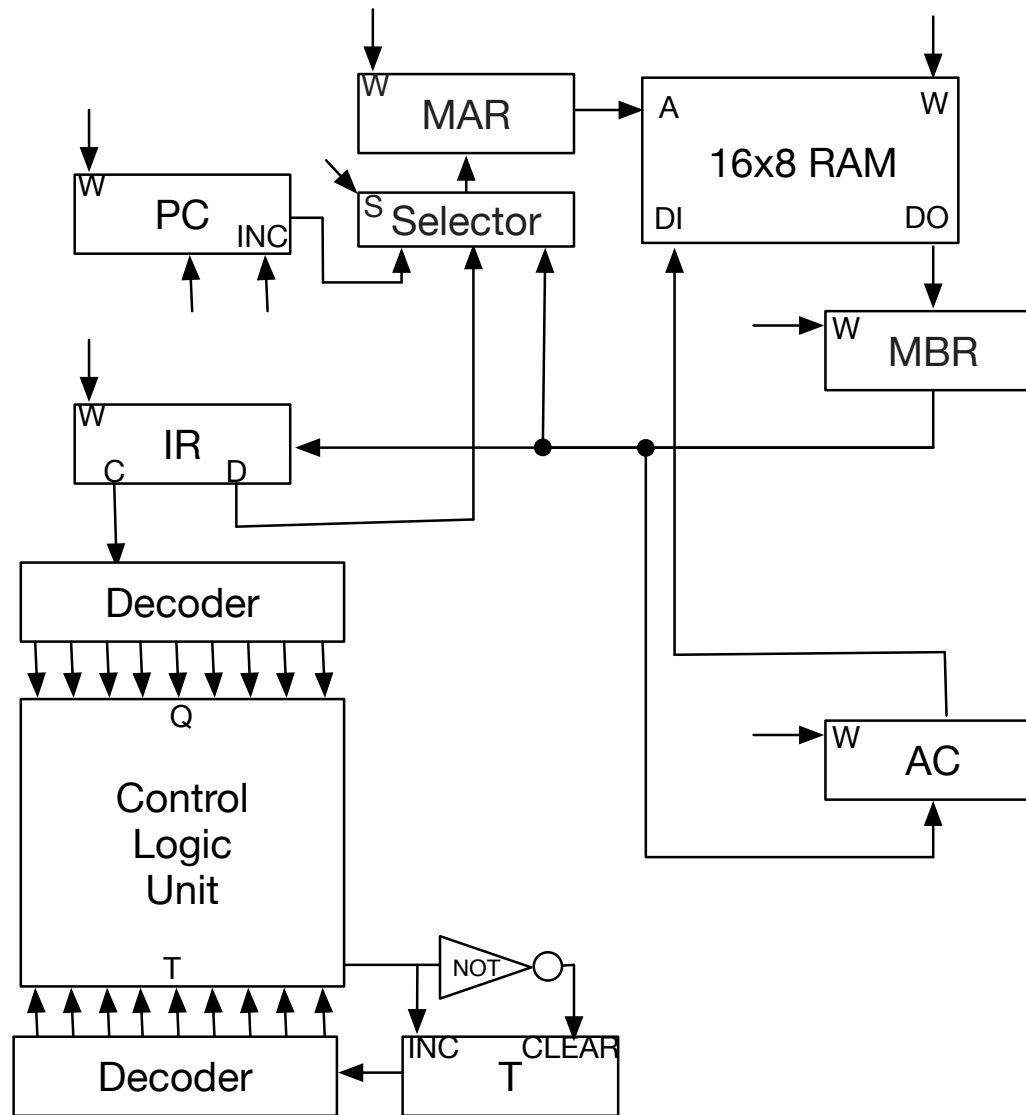 W
MAR
A
W
16x8 RAM
DI
DO
W
PC
INC
S
Selector
W
MBR
W
IR
C
D
Decoder
Q
Control
Logic
Unit
T
W
AC
NOT
INC
CLEAR
T
Decoder